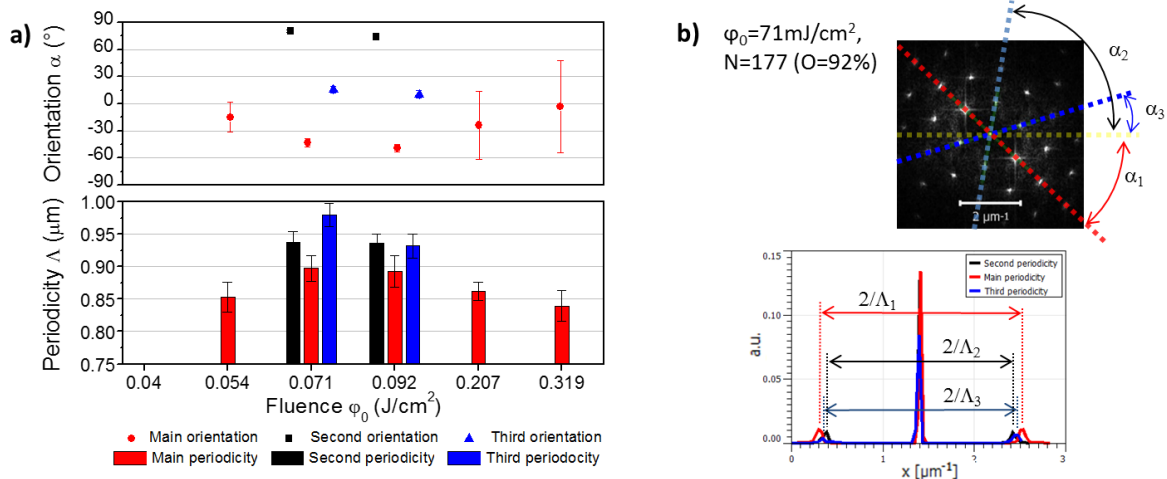 a)
Orientation α (°)
90
60
30
0
-30
-60
-90
Periodicity Λ (µm)
1.00
0.95
0.90
0.85
0.80
0.75
0.04 0.054 0.071 0.092 0.207 0.319
Fluence φ0 (J/cm2)
Main orientation Second orientation Third orientation
Main periodicity Second periodicity Third periodocity
b)
φ0=71mJ/cm2,
N=177 (O=92%)
α2
α3
α1
2 µm-1
0.15
0.10
0.05
0.00
a.u.
Second periodicity
Main periodicity
Third periodicity
2/Λ1
2/Λ2
2/Λ3
0 1 2 3
x [µm-1]